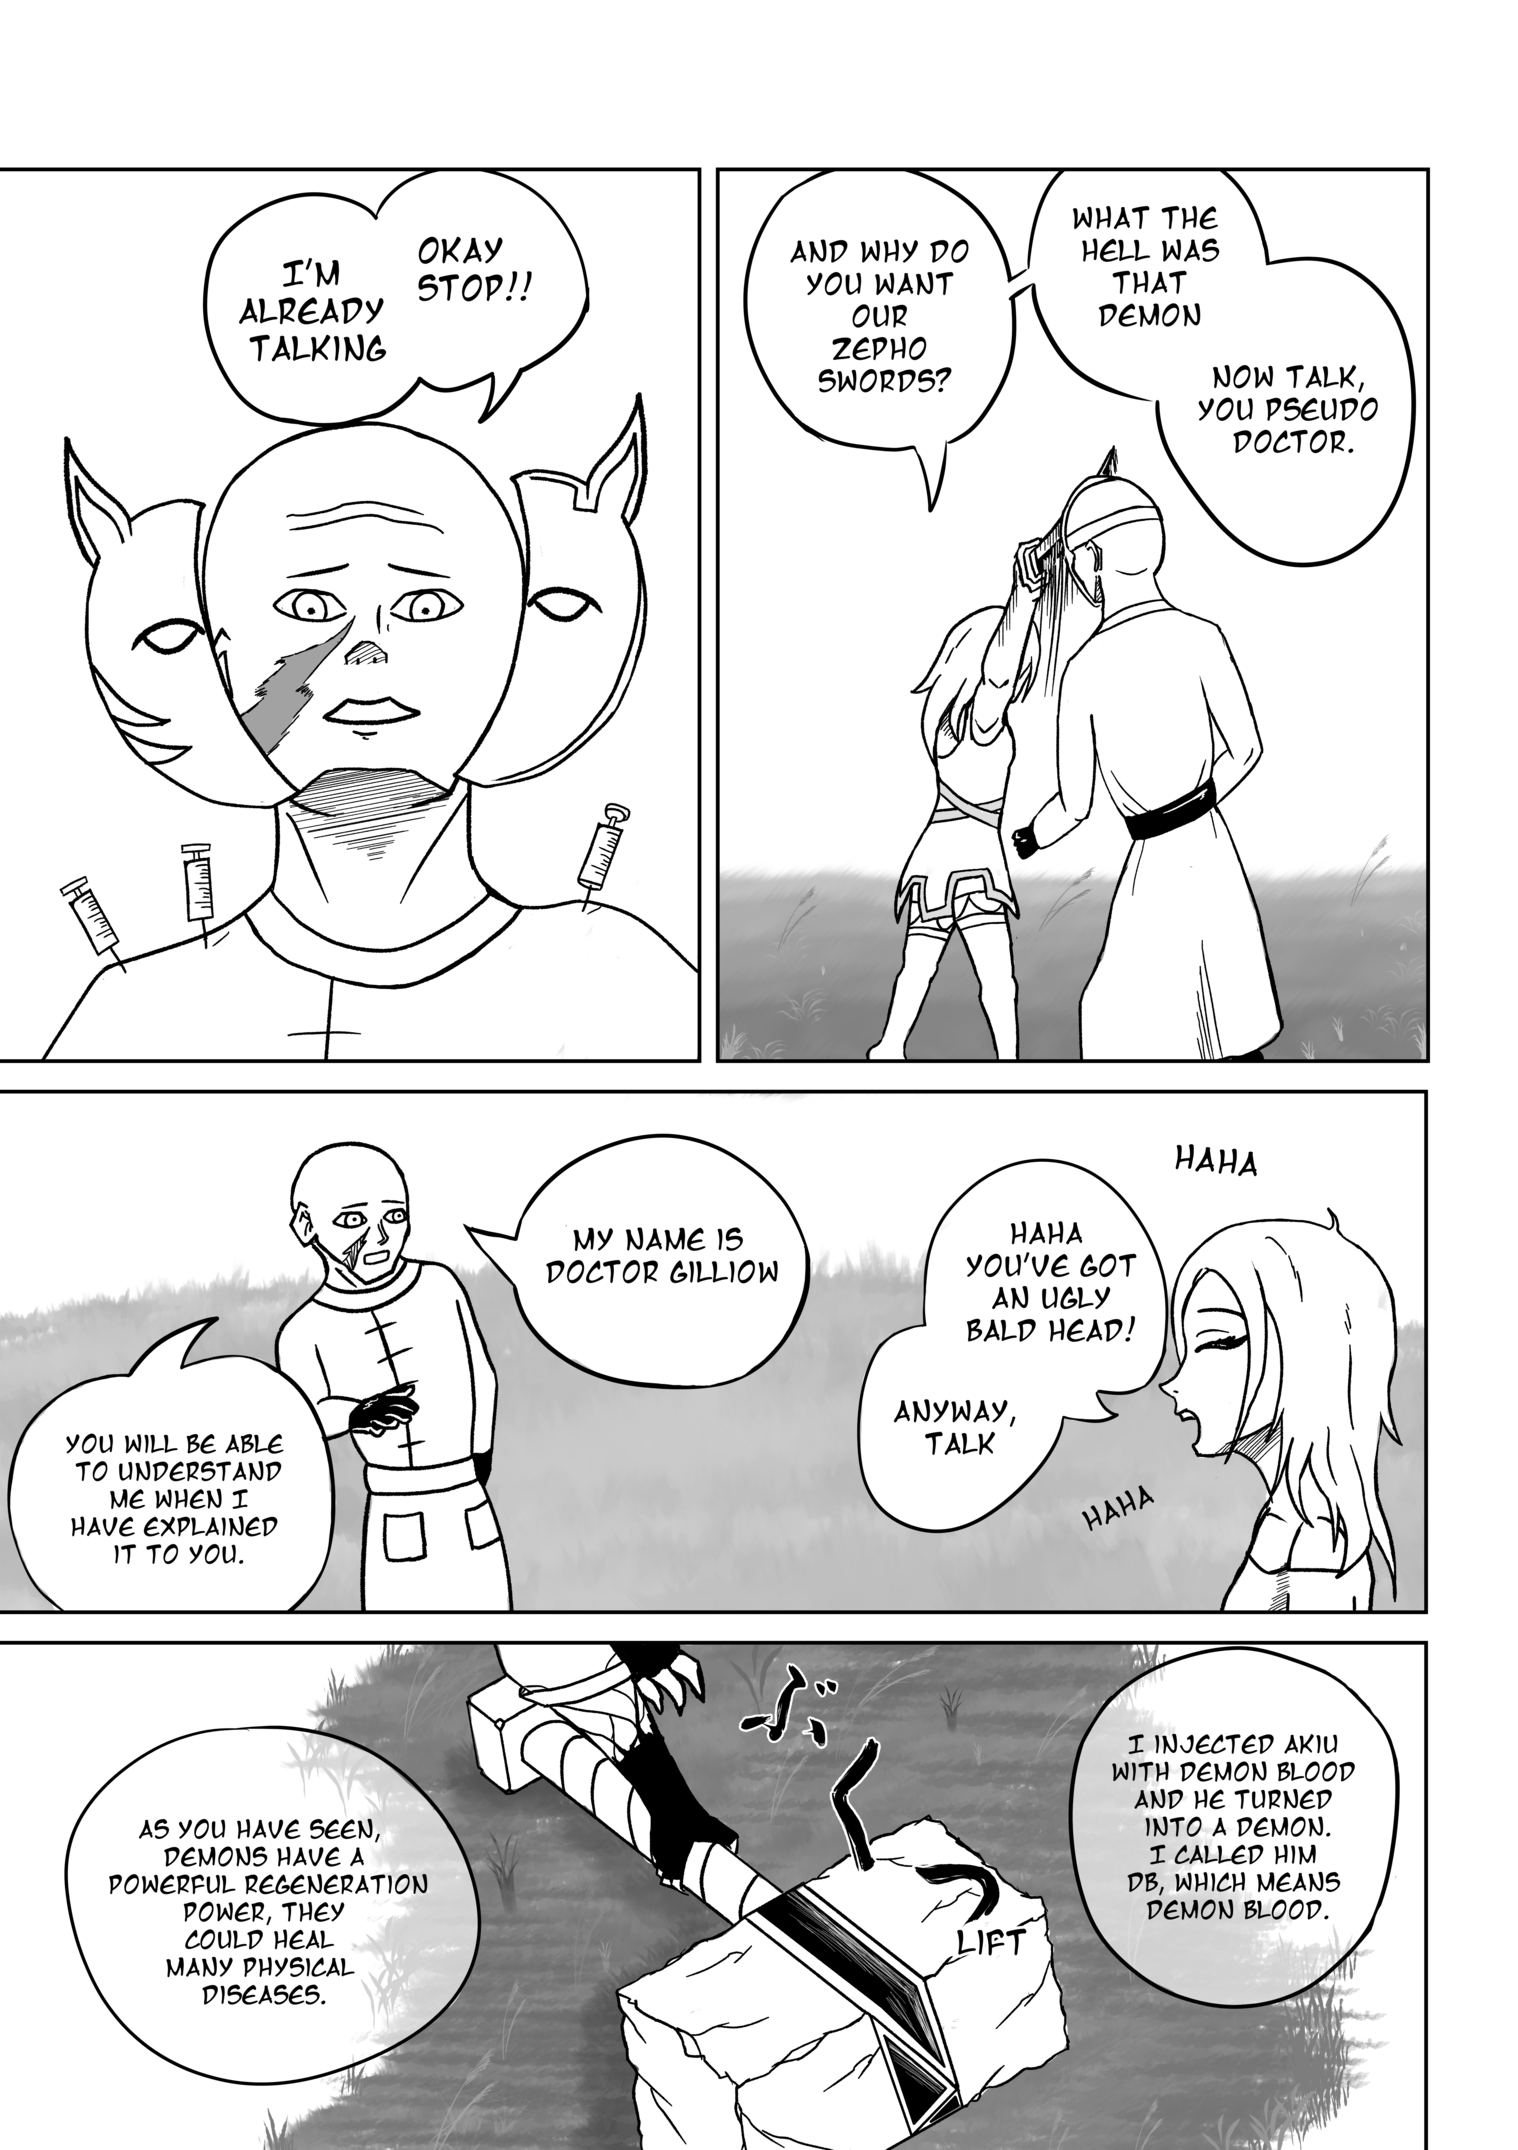 NOW TALK,
YOU PSEUDO
DOCTOR.
WHAT THE
HELL WAS
THAT
DEMON
AND WHY DO
YOU WANT
OUR
ZEPHO
SWORDS?
OKAY
STOP!!
I'M
ALREADY
TALKING
HAHA
HAHA
YOU'VE GOT
AN UGLY
BALD HEAD!
ANYWAY,
TALK
HAHA
MY NAME IS
DOCTOR GILLIOW
YOU WILL BE ABLE
TO UNDERSTAND
ME WHEN I
HAVE EXPLAINED
IT TO YOU.
I INJECTED AKIU
WITH DEMON BLOOD
AND HE TURNED
INTO A DEMON.
I CALLED HIM
DB, WHICH MEANS
DEMON BLOOD.
ぶ
LIFT
AS YOU HAVE SEEN,
DEMONS HAVE A
POWERFUL REGENERATION
POWER, THEY
COULD HEAL
MANY PHYSICAL
DISEASES.